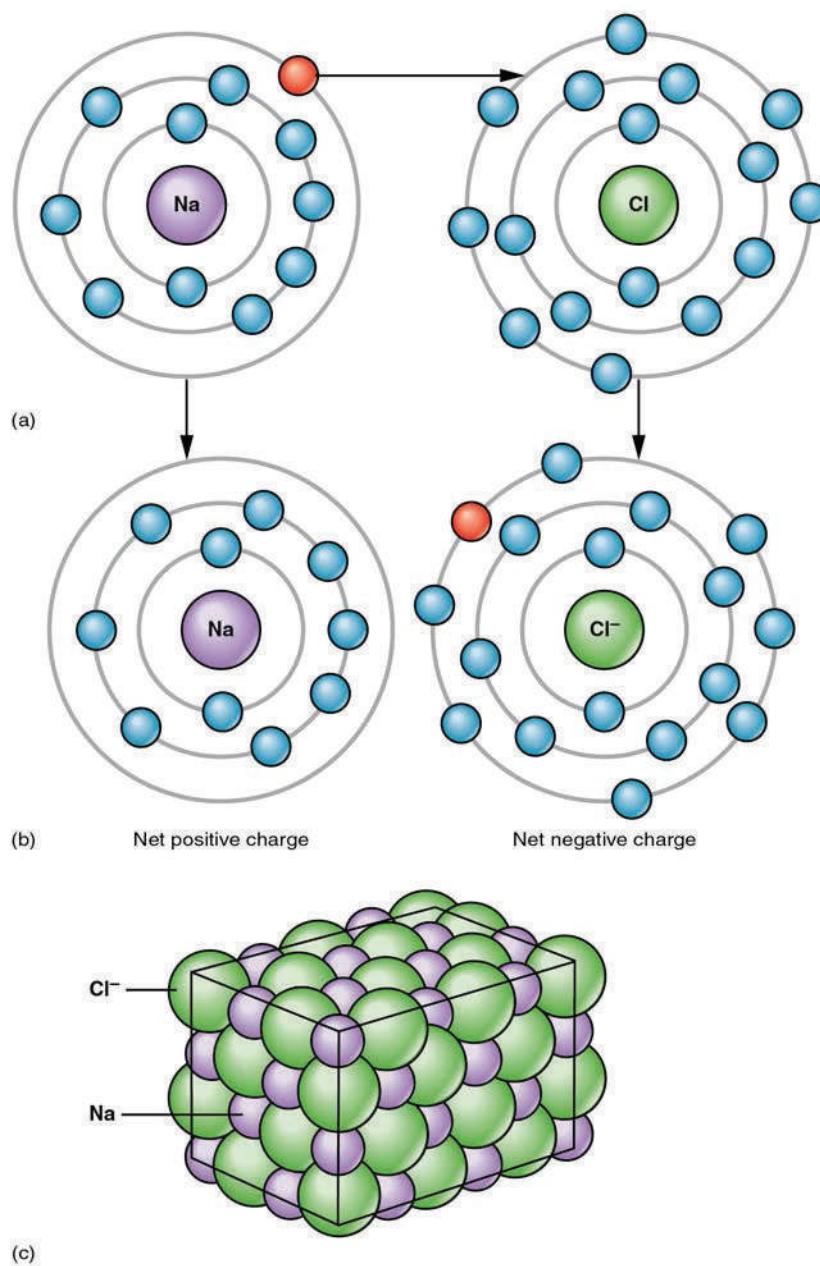 Na
Cl
(a)
Na
Cl⁻
(b) Net positive charge Net negative charge
Cl⁻
Na
(c)